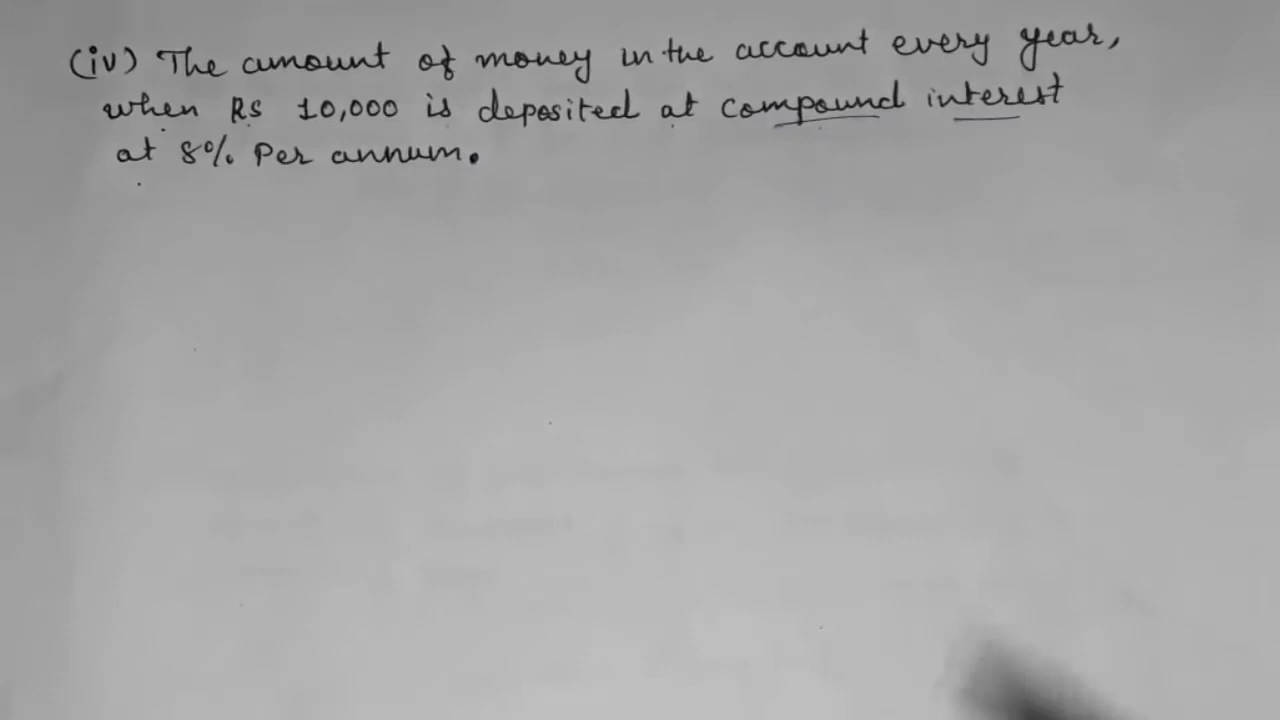 (iv) The amount of money in the account every year,
when Rs 10,000 is deposited at compound interest
at 8% Per annum.